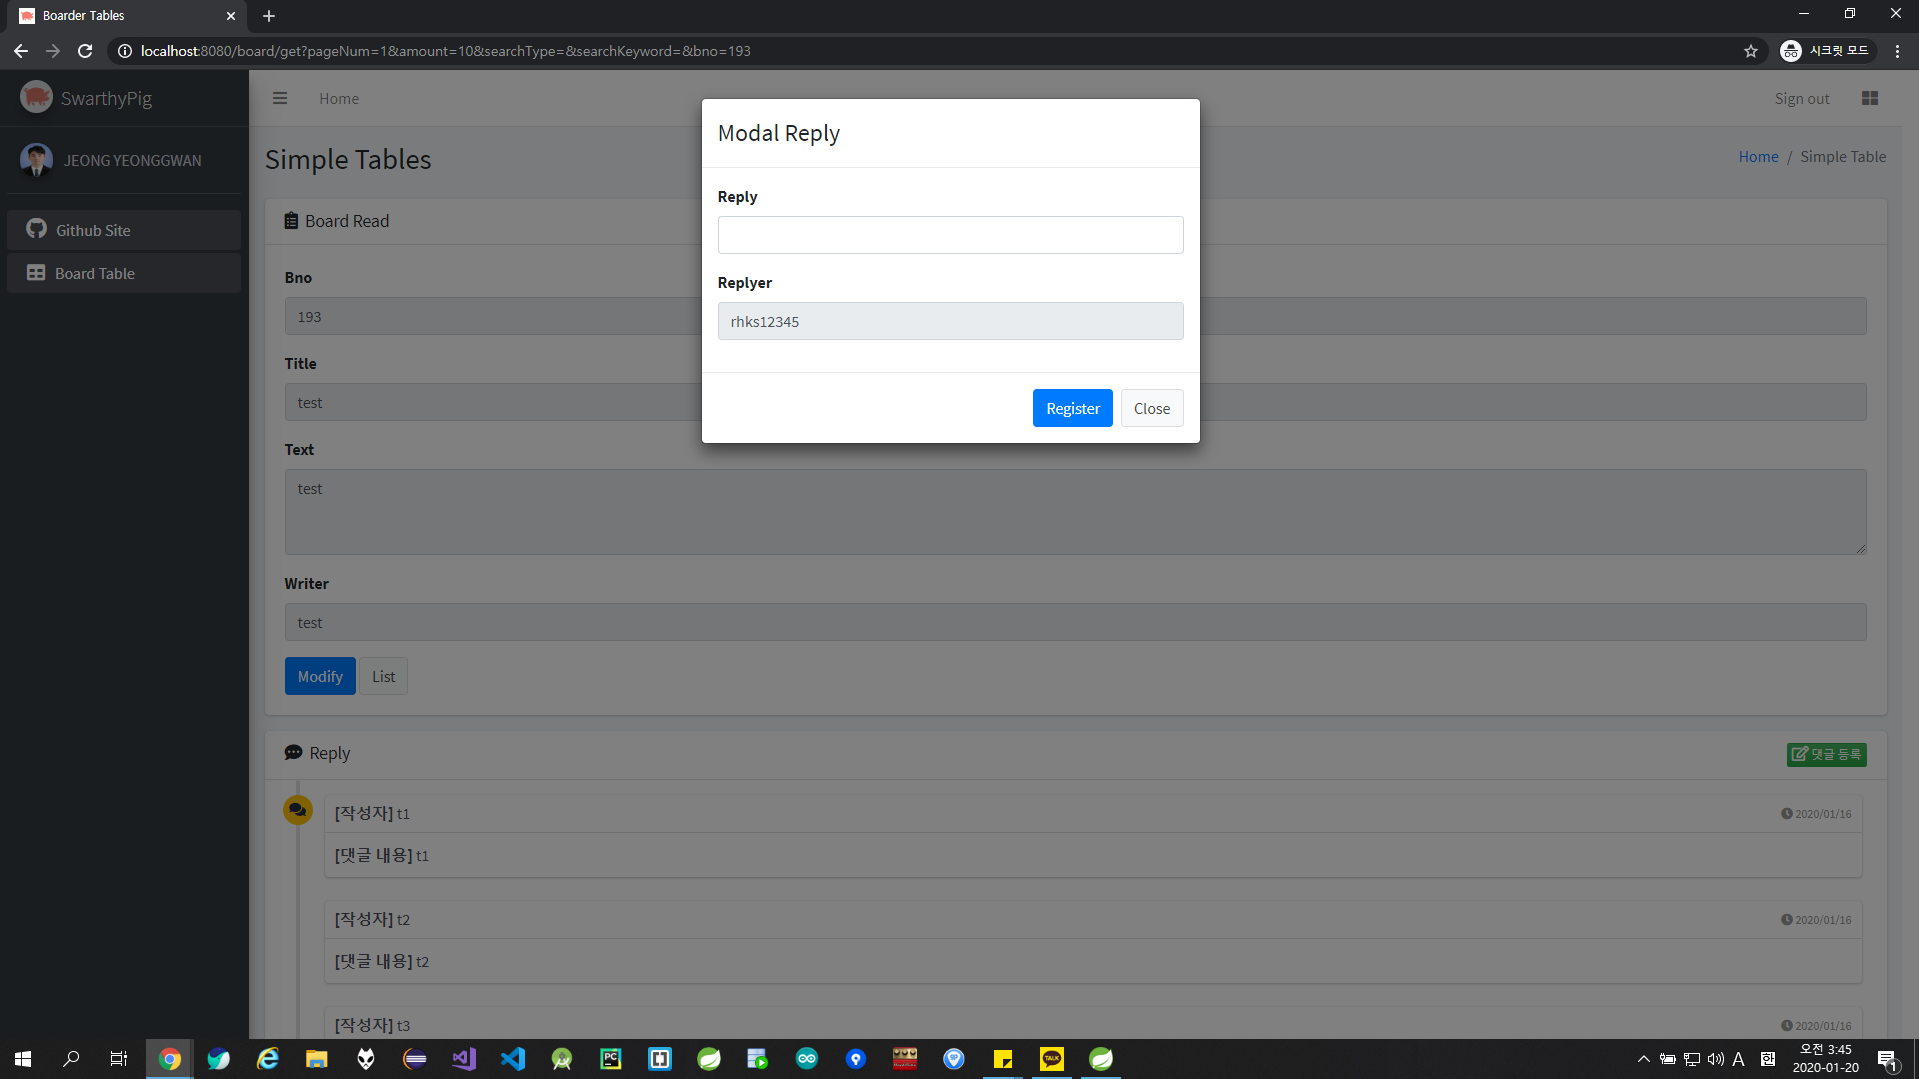 Boarder Tables
localhost:8080/board/get?pageNum=1&amount=10&searchType=&searchKeyword=&bno=193
시크릿 모드
SwarthyPig
Home
Sign out
JEONG YEONGGWAN
Simple Tables
Home / Simple Table
Github Site
Board Table
Modal Reply
Reply
Replyer
rhks12345
Register
Close
Board Read
Bno
193
Title
test
Text
test
Writer
test
Modify
List
Reply
댓글 등록
[작성자] t1
2020/01/16
[댓글 내용] t1
[작성자] t2
2020/01/16
[댓글 내용] t2
[작성자] t3
2020/01/16
PC
TALK
A
한
오전 3:45
2020-01-20
1